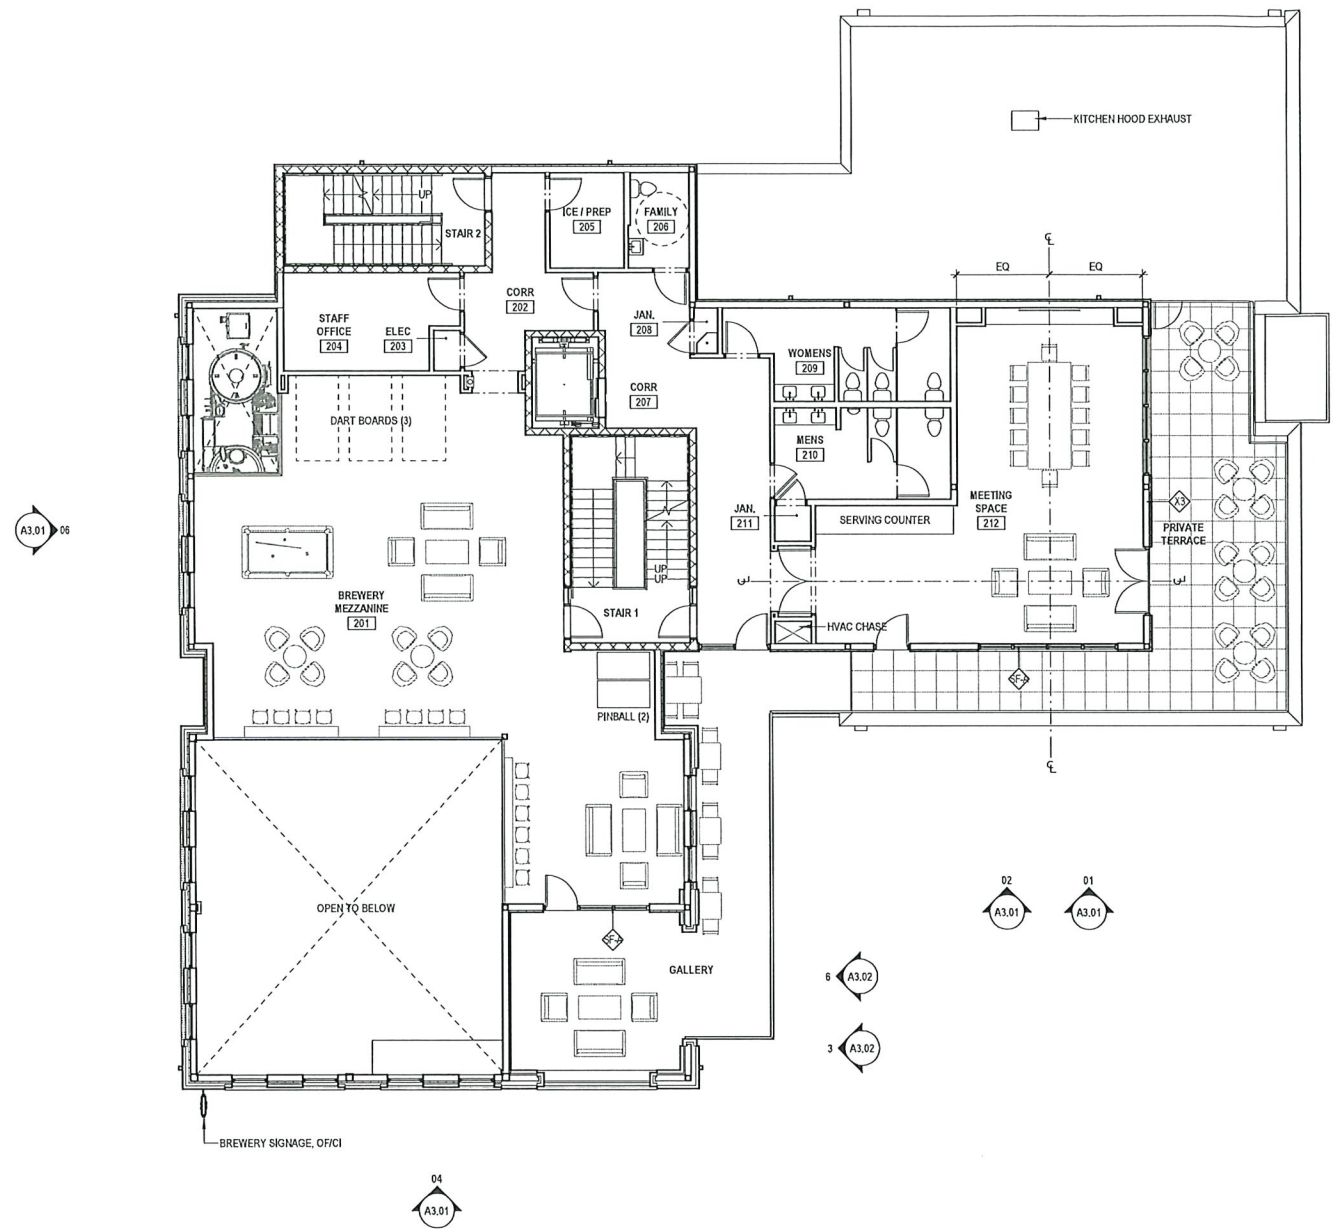 KITCHEN HOOD EXHAUST
UP
STAIR 2
ICE / PREP
205
FAMILY
206
℄
EQ
EQ
CORR
202
STAFF
OFFICE
204
ELEC
203
JAN.
208
WOMENS
209
CORR
207
DART BOARDS (3)
MENS
210
MEETING
SPACE
212
X3
PRIVATE
TERRACE
JAN.
211
SERVING COUNTER
A3.01
06
UP
UP
℄
℄
BREWERY
MEZZANINE
201
STAIR 1
HVAC CHASE
SF-4
PINBALL (2)
℄
OPEN TO BELOW
02
A3.01
01
A3.01
GALLERY
6
A3.02
3
A3.02
BREWERY SIGNAGE, OF/CI
04
A3.01